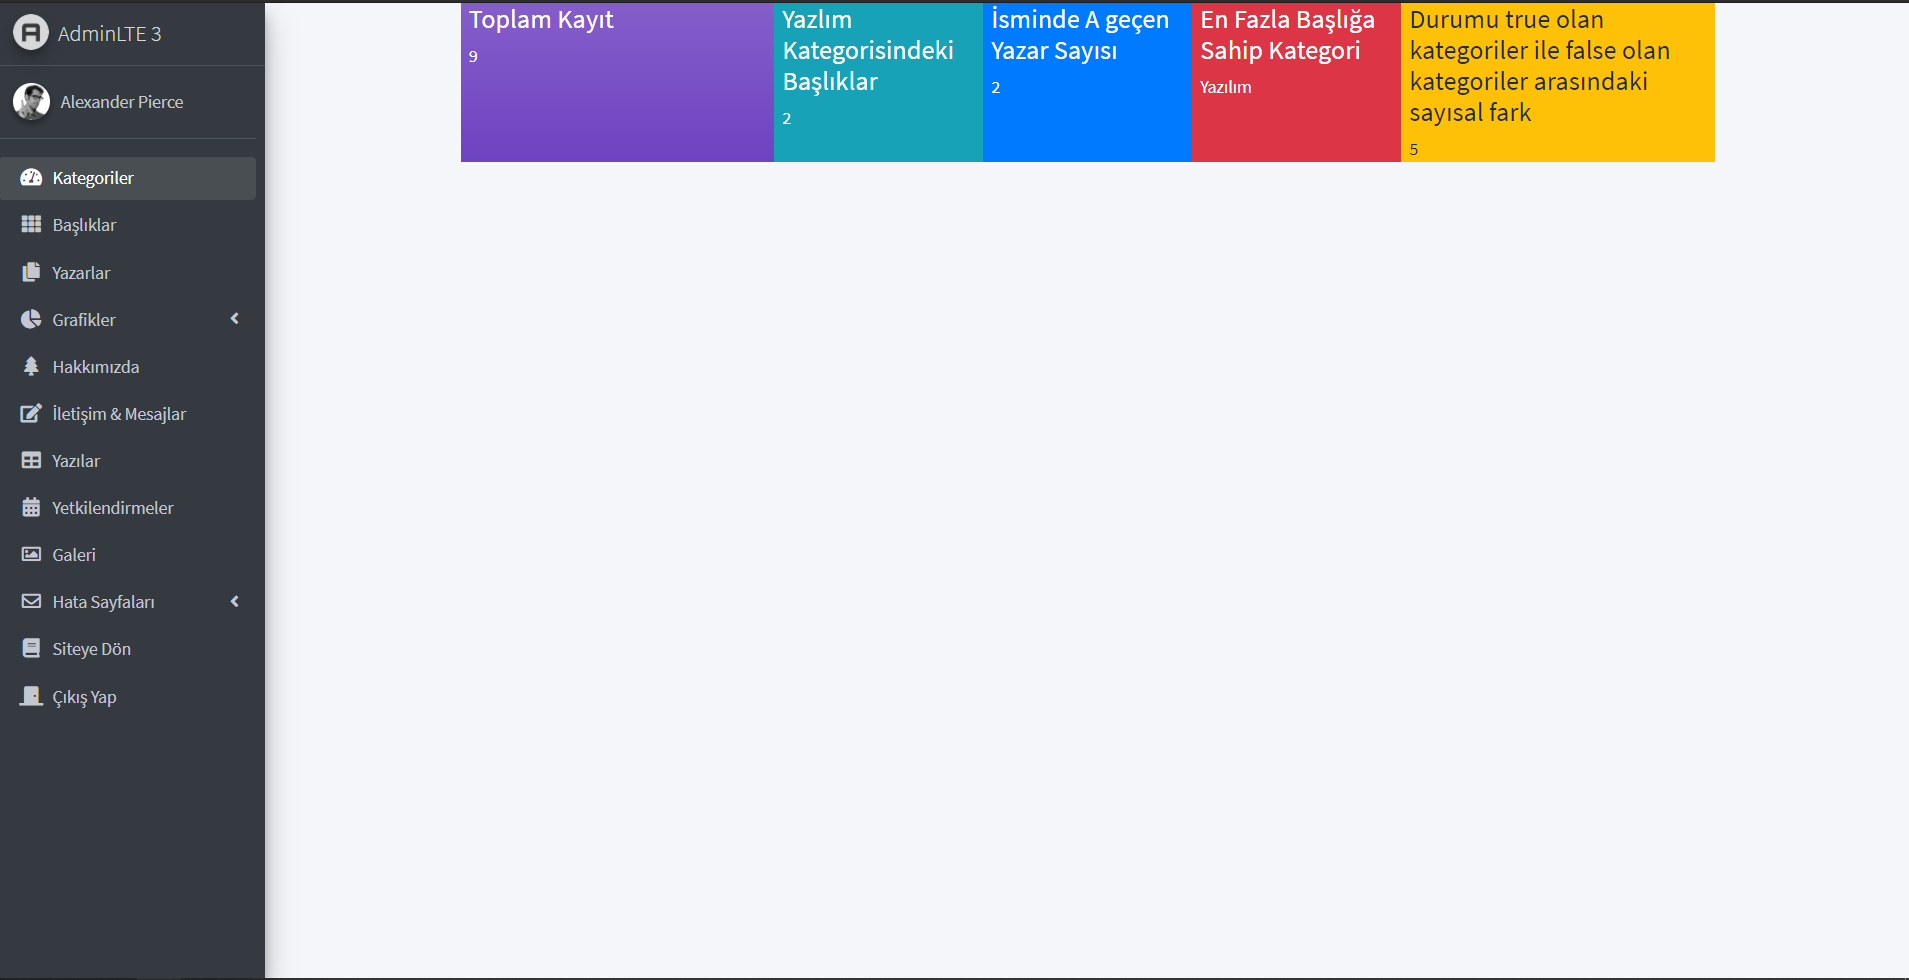 AdminLTE 3
Alexander Pierce
Kategoriler
Başlıklar
Yazarlar
Grafikler
Hakkımızda
İletişim & Mesajlar
Yazılar
Yetkilendirmeler
Galeri
Hata Sayfaları
Siteye Dön
Çıkış Yap
Toplam Kayıt
9
Yazlım
Kategorisindeki
Başlıklar
2
İsminde A geçen
Yazar Sayısı
2
En Fazla Başlığa
Sahip Kategori
Yazılım
Durumu true olan
kategoriler ile false olan
kategoriler arasındaki
sayısal fark
5